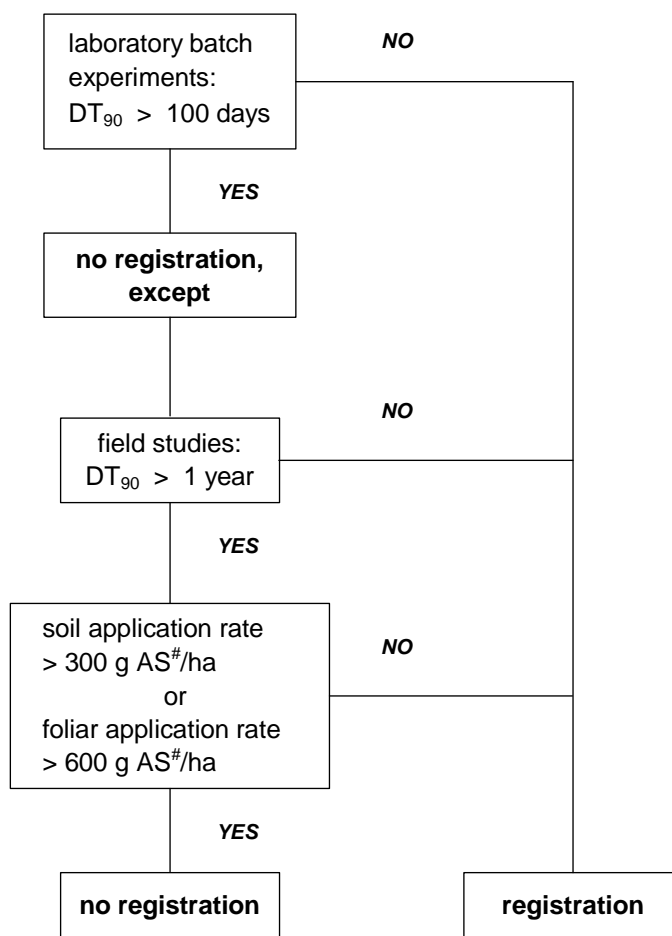 laboratory batch
experiments:
DT₉₀ > 100 days
NO
YES
no registration,
except
NO
field studies:
DT₉₀ > 1 year
YES
soil application rate
> 300 g AS#/ha
or
foliar application rate
> 600 g AS#/ha
NO
YES
no registration
registration